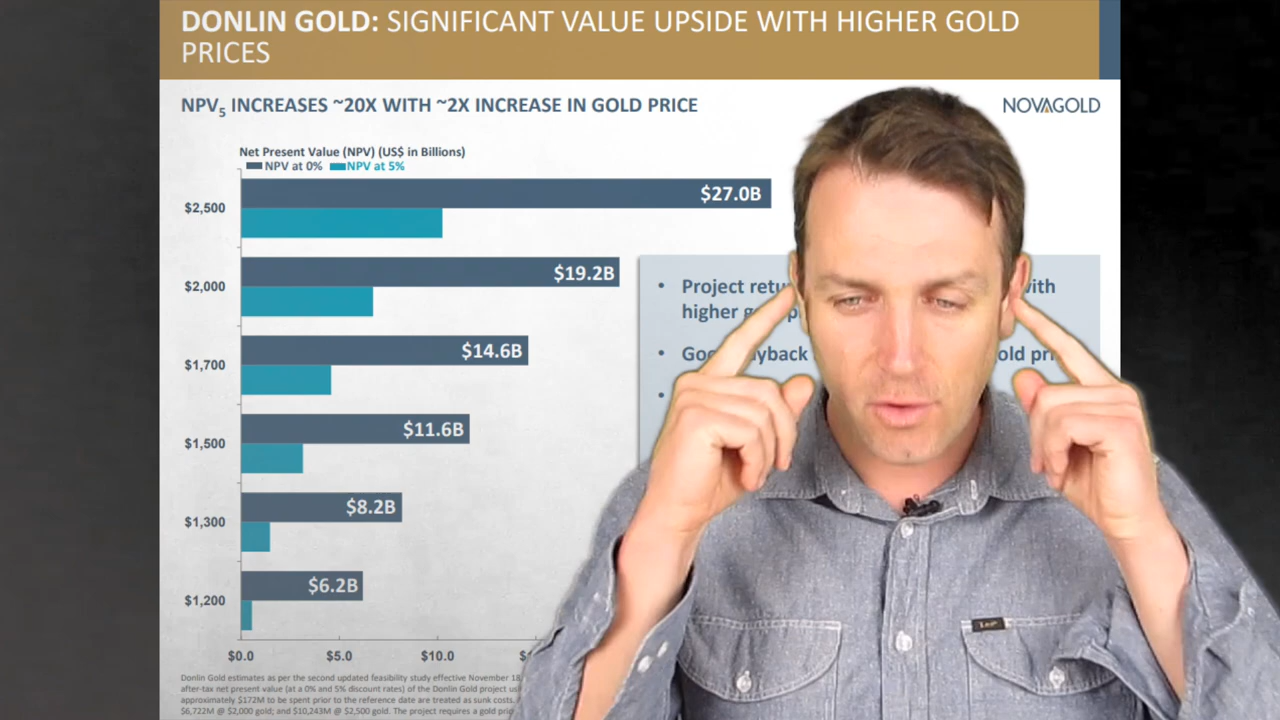 DONLIN GOLD: SIGNIFICANT VALUE UPSIDE WITH HIGHER GOLD
PRICES
NPV5 INCREASES ~20X WITH ~2X INCREASE IN GOLD PRICE
NOVAGOLD
Net Present Value (NPV) (US$ in Billions)
NPV at 0% NPV at 5%
$2,500 $27.0B
$2,000 $19.2B
• Project with
higher
• 
$1,700 $14.6B
•
$1,500 $11.6B
$1,300 $8.2B
$1,200 $6.2B
$0.0 $5.0 $10.0
Donlin Gold estimates as per the second updated feasibility study effective November 18,
after-tax net present value (at a 0% and 5% discount rates) of the Donlin Gold project
approximately $172M to be spent prior to the reference date are treated as sunk costs.
$6,722M @ $2,000 gold; and $10,243M @ $2,500 gold. The project requires a gold
Lee